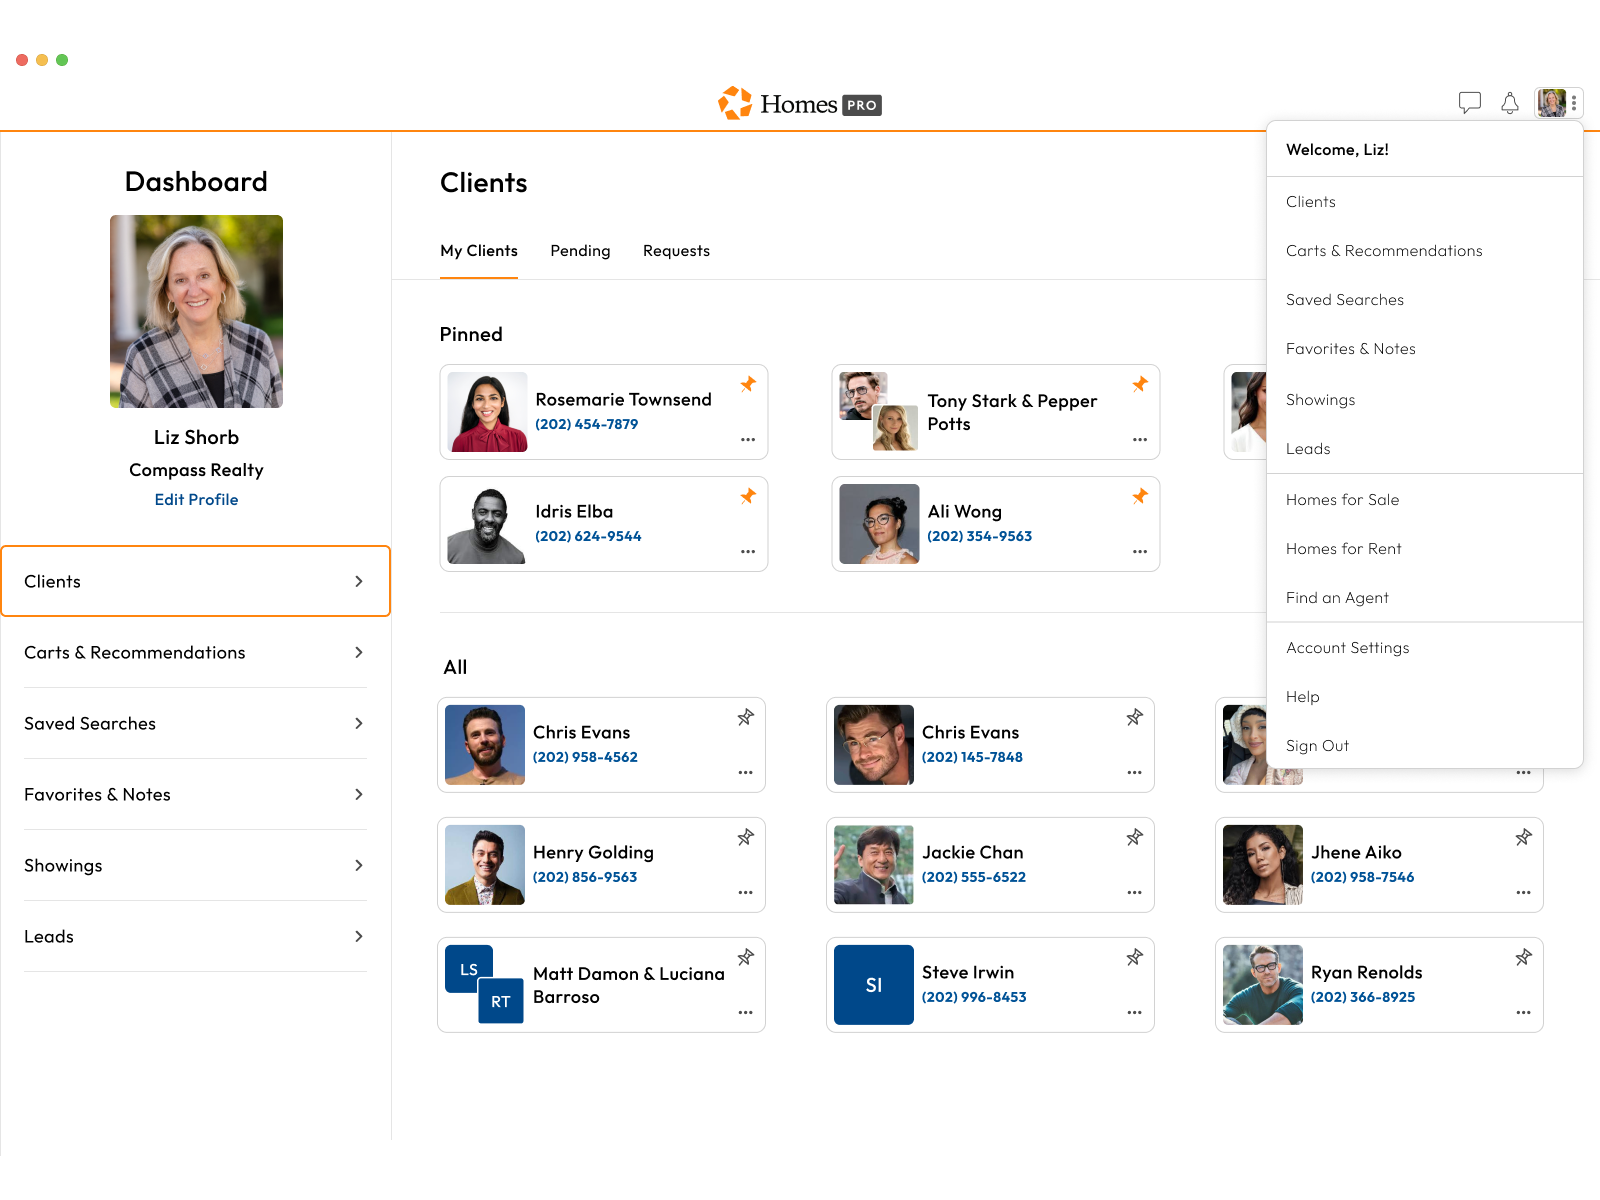 Homes PRO
Welcome, Liz!
Clients
Carts & Recommendations
Saved Searches
Favorites & Notes
Showings
Leads
Homes for Sale
Homes for Rent
Find an Agent
Account Settings
Help
Sign Out
Dashboard
Liz Shorb
Compass Realty
Edit Profile
Clients
Carts & Recommendations
Saved Searches
Favorites & Notes
Showings
Leads
Clients
My Clients Pending Requests
Pinned
Rosemarie Townsend
(202) 454-7879
Tony Stark & Pepper
Potts
Idris Elba
(202) 624-9544
Ali Wong
(202) 354-9563
All
Chris Evans
(202) 958-4562
Chris Evans
(202) 145-7848
Henry Golding
(202) 856-9563
Jackie Chan
(202) 555-6522
Jhene Aiko
(202) 958-7546
LS
RT
Matt Damon & Luciana
Barroso
SI
Steve Irwin
(202) 996-8453
Ryan Renolds
(202) 366-8925